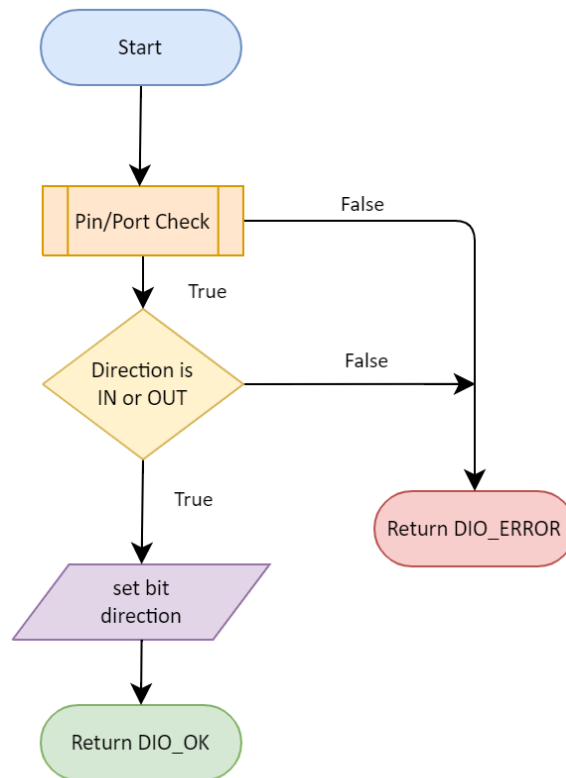 Start
Pin/Port Check
False
True
Direction is
IN or OUT
False
True
Return DIO_ERROR
set bit
direction
Return DIO_OK